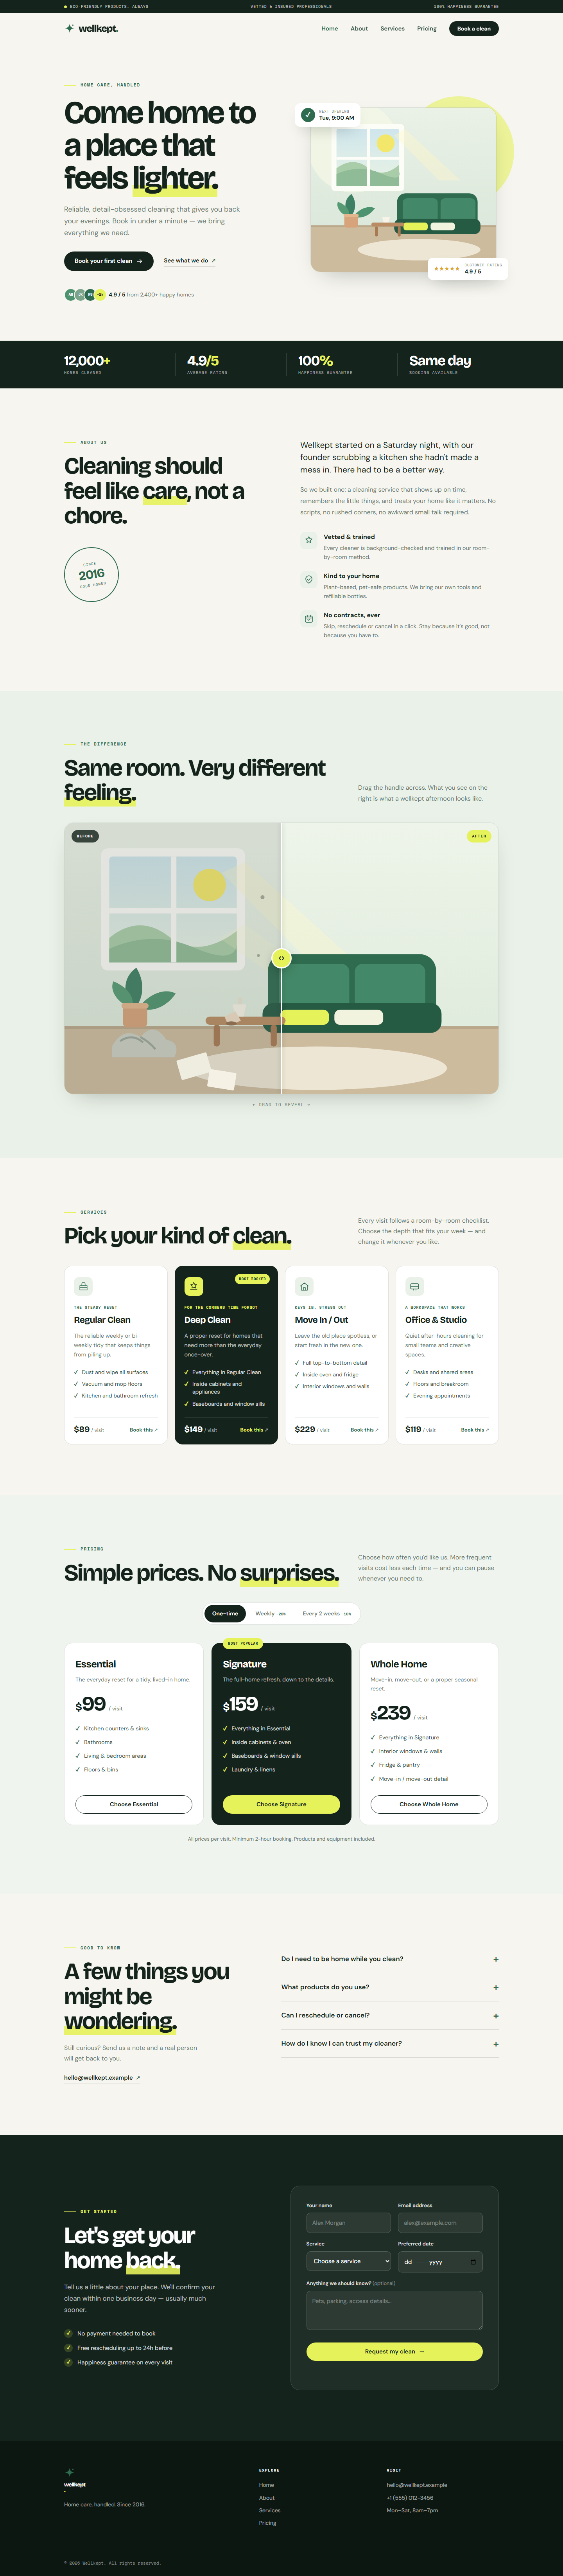 ECO-FRIENDLY PRODUCTS, ALWAYS
VETTED & INSURED PROFESSIONALS
100% HAPPINESS GUARANTEE
wellkept.
Home About Services Pricing Book a clean
HOME CARE, HANDLED
Come home to
a place that
feels lighter.
Reliable, detail-obsessed cleaning that gives you back
your evenings. Book in under a minute — we bring
everything we need.
Book your first clean →
See what we do ↗
4.9 / 5 from 2,400+ happy homes
NEXT OPENING
Tue, 9:00 AM
★★★★★
CUSTOMER RATING
4.9 / 5
12,000+
HOMES CLEANED
4.9/5
AVERAGE RATING
100%
HAPPINESS GUARANTEE
Same day
BOOKING AVAILABLE
ABOUT US
Cleaning should
feel like care, not a
chore.
SINCE
2016
GOOD HOMES
Wellkept started on a Saturday night, with our
founder scrubbing a kitchen she hadn't made a
mess in. There had to be a better way.
So we built one: a cleaning service that shows up on time,
remembers the little things, and treats your home like it matters. No
scripts, no rushed corners, no awkward small talk required.
Vetted & trained
Every cleaner is background-checked and trained in our room-
by-room method.
Kind to your home
Plant-based, pet-safe products. We bring our own tools and
refillable bottles.
No contracts, ever
Skip, reschedule or cancel in a click. Stay because it's good, not
because you have to.
THE DIFFERENCE
Same room. Very different
feeling.
Drag the handle across. What you see on the
right is what a wellkept afternoon looks like.
BEFORE
AFTER
DRAG TO REVEAL
SERVICES
Pick your kind of clean.
Every visit follows a room-by-room checklist.
Choose the depth that fits your week — and
change it whenever you like.
THE STEADY RESET
Regular Clean
The reliable weekly or bi-
weekly tidy that keeps things
from piling up.
✓ Dust and wipe all surfaces
✓ Vacuum and mop floors
✓ Kitchen and bathroom refresh
$89 / visit
Book this ↗
MOST BOOKED
FOR THE CORNERS TIME FORGOT
Deep Clean
A proper reset for homes that
need more than the everyday
once-over.
✓ Everything in Regular Clean
✓ Inside cabinets and
appliances
✓ Baseboards and window sills
$149 / visit
Book this ↗
KEYS IN, STRESS OUT
Move In / Out
Leave the old place spotless, or
start fresh in the new one.
✓ Full top-to-bottom detail
✓ Inside oven and fridge
✓ Interior windows and walls
$229 / visit
Book this ↗
A WORKSPACE THAT WORKS
Office & Studio
Quiet after-hours cleaning for
small teams and creative
spaces.
✓ Desks and shared areas
✓ Floors and breakroom
✓ Evening appointments
$119 / visit
Book this ↗
PRICING
Simple prices. No surprises.
Choose how often you'd like us. More frequent
visits cost less each time — and you can pause
whenever you need to.
One-time
Weekly
Every 2 weeks
Essential
The everyday reset for a tidy, lived-in home.
$99 / visit
✓ Kitchen counters & sinks
✓ Bathrooms
✓ Living & bedroom areas
✓ Floors & bins
Choose Essential
MOST POPULAR
Signature
The full-home refresh, down to the details.
$159 / visit
✓ Everything in Essential
✓ Inside cabinets & oven
✓ Baseboards & window sills
✓ Laundry & linens
Choose Signature
Whole Home
Move-in, move-out, or a proper seasonal
reset.
$239 / visit
✓ Everything in Signature
✓ Interior windows & walls
✓ Fridge & pantry
✓ Move-in / move-out detail
Choose Whole Home
All prices per visit. Minimum 2-hour booking. Products and equipment included.
GOOD TO KNOW
A few things you
might be
wondering.
Still curious? Send us a note and a real person
will get back to you.
hello@wellkept.example ↗
Do I need to be home while you clean? +
What products do you use? +
Can I reschedule or cancel? +
How do I know I can trust my cleaner? +
GET STARTED
Let's get your
home back.
Tell us a little about your place. We'll confirm your
clean within one business day — usually much
sooner.
✓ No payment needed to book
✓ Free rescheduling up to 24h before
✓ Happiness guarantee on every visit
Your name
Alex Morgan
Email address
alex@example.com
Service
Choose a service
Preferred date
dd-----yyyy
Anything we should know? (optional)
Pets, parking, access details...
Request my clean →
wellkept
.
Home care, handled. Since 2016.
EXPLORE
Home
About
Services
Pricing
VISIT
hello@wellkept.example
+1 (555) 012-3456
Mon–Sat, 8am–7pm
Wellkept. All rights reserved.